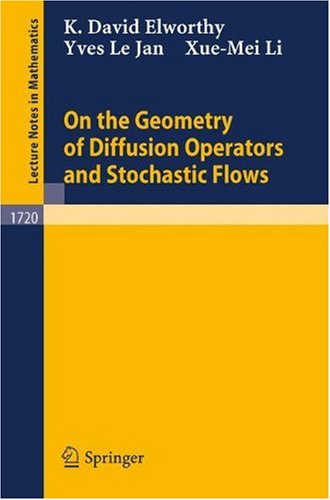 K. David Elworthy
Yves Le Jan Xue-Mei Li
Lecture Notes in Mathematics
On the Geometry
of Diffusion Operators
and Stochastic Flows
1720
Springer